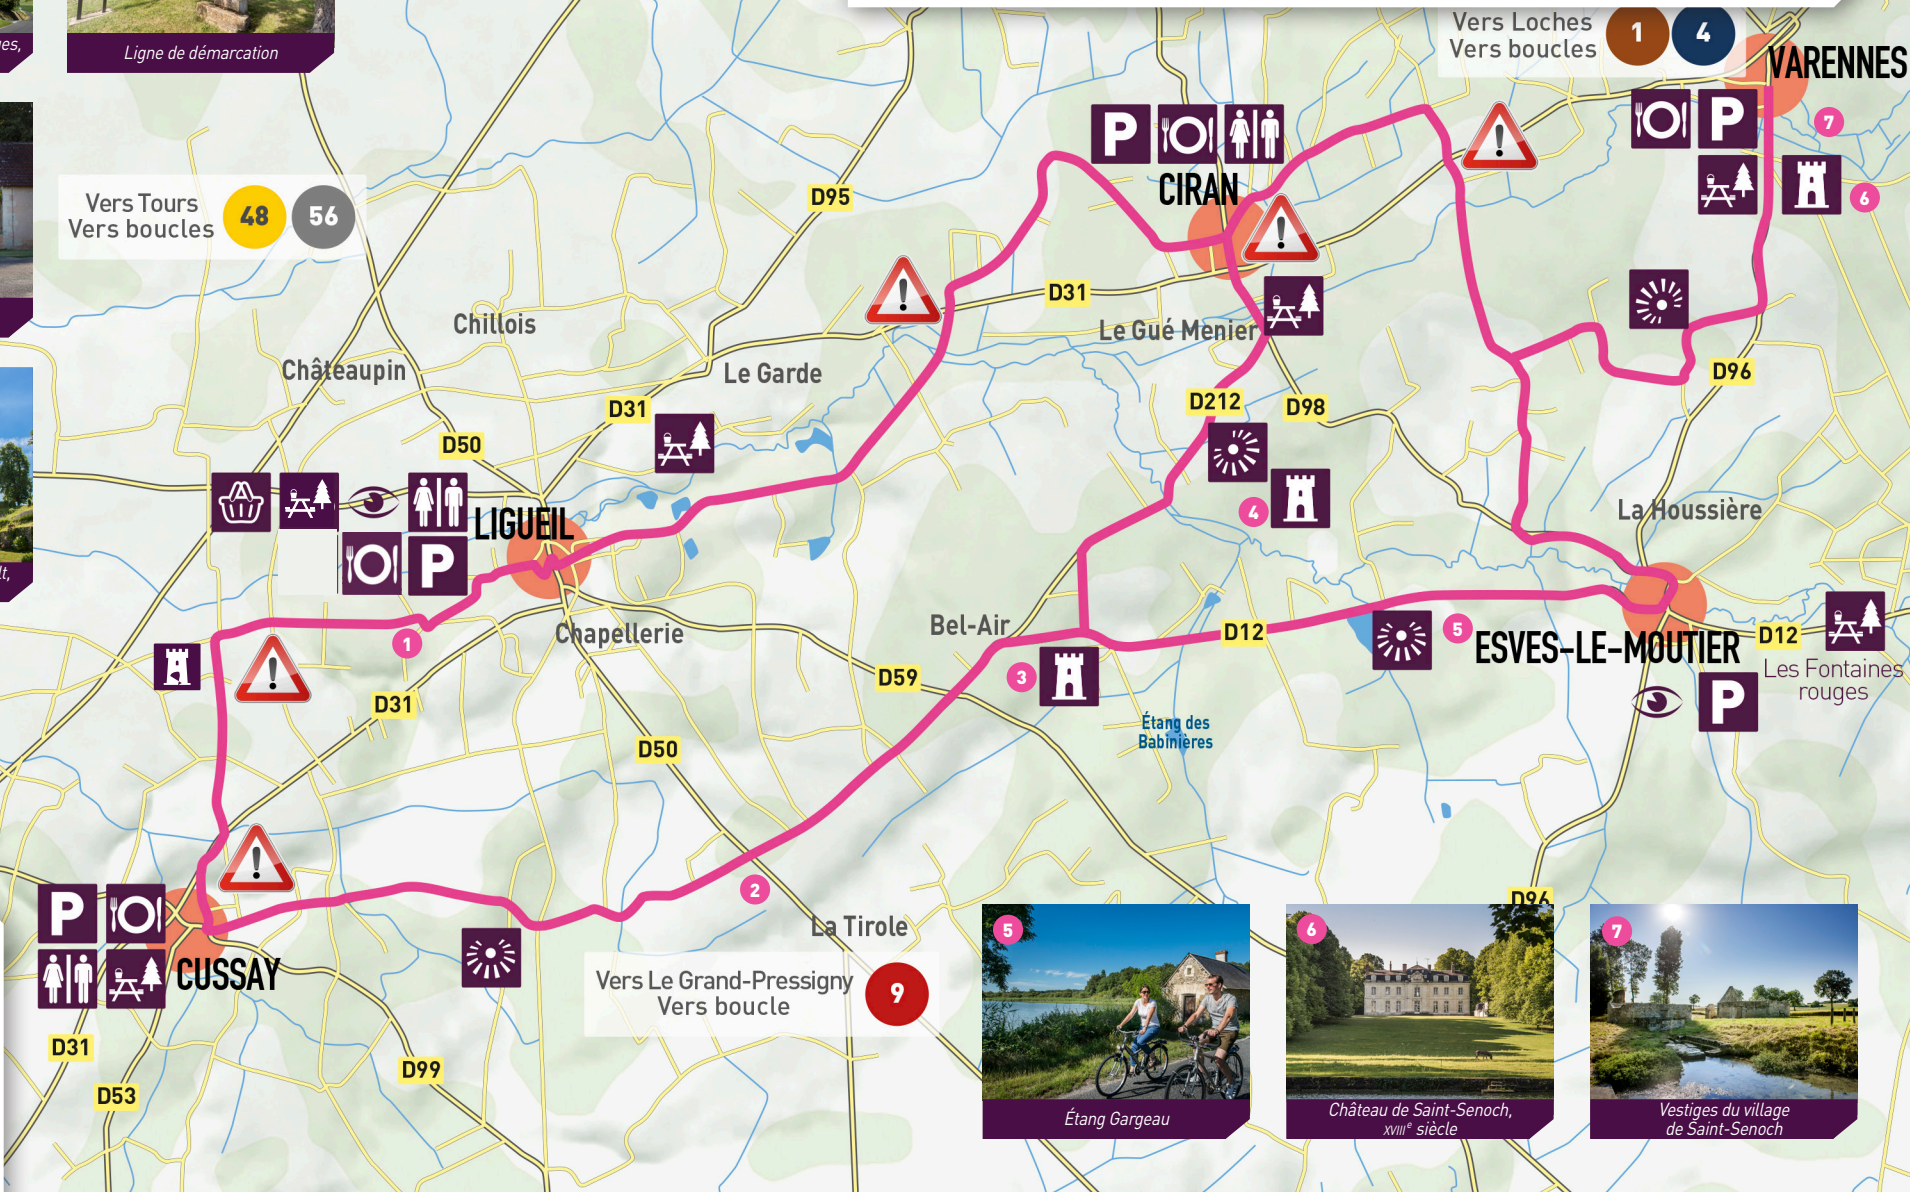 Ligne de démarcation
Vers Loches
Vers boucles
1
4
VARENNES
7
6
P
P
CIRAN
Vers Tours
Vers boucles
48
56
D95
D31
Le Gué Menier
Chillois
Châteaupin
Le Garde
D31
D50
D212
D98
D96
4
La Houssière
LIGUEIL
P
1
Chapellerie
Bel-Air
D12
5
ESVES-LE-MOUTIER
D12
Les Fontaines
rouges
P
3
D59
D31
D50
Étang des
Babinières
2
La Tirole
D96
P
CUSSAY
Vers Le Grand-Pressigny
Vers boucle
9
D31
D53
D99
5
Étang Gargeau
6
Château de Saint-Senoch,
XVIIIe siècle
7
Vestiges du village
de Saint-Senoch